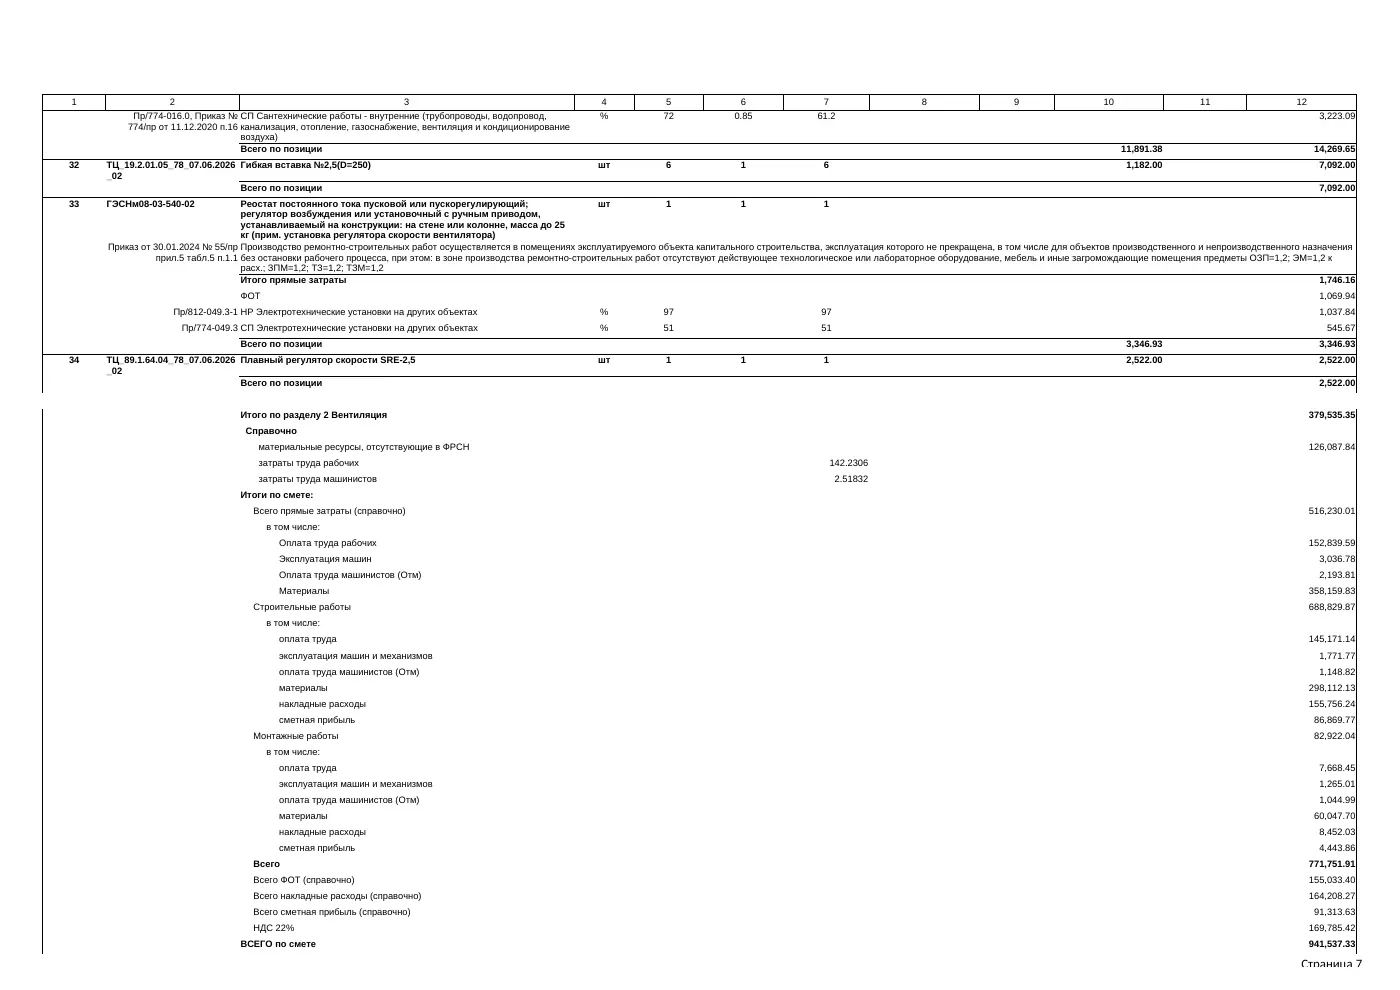 1 2 3 4 5 6 7 8 9 10 11 12
Пр/774-016.0, Приказ № СП Сантехнические работы - внутренние (трубопроводы, водопровод, % 72 0.85 61.2 3,223.09
774/пр от 11.12.2020 п.16 канализация, отопление, газоснабжение, вентиляция и кондиционирование
воздуха)
Всего по позиции 11,891.38 14,269.65
32 ТЦ_19.2.01.05_78_07.06.2026 Гибкая вставка №2,5(D=250) шт 6 1 6 1,182.00 7,092.00
_02
Всего по позиции 7,092.00
33 ГЭСНм08-03-540-02 Реостат постоянного тока пусковой или пускорегулирующий; шт 1 1 1
регулятор возбуждения или установочный с ручным приводом,
устанавливаемый на конструкции: на стене или колонне, масса до 25
кг (прим. установка регулятора скорости вентилятора)
Приказ от 30.01.2024 № 55/пр Производство ремонтно-строительных работ осуществляется в помещениях эксплуатируемого объекта капитального строительства, эксплуатация которого не прекращена, в том числе для объектов производственного и непроизводственного назначения
прил.5 табл.5 п.1.1 без остановки рабочего процесса, при этом: в зоне производства ремонтно-строительных работ отсутствуют действующее технологическое или лабораторное оборудование, мебель и иные загромождающие помещения предметы ОЗП=1,2; ЭМ=1,2 к
расх.; ЗПМ=1,2; ТЗ=1,2; ТЗМ=1,2
Итого прямые затраты 1,746.16
ФОТ 1,069.94
Пр/812-049.3-1 НР Электротехнические установки на других объектах % 97 97 1,037.84
Пр/774-049.3 СП Электротехнические установки на других объектах % 51 51 545.67
Всего по позиции 3,346.93 3,346.93
34 ТЦ_89.1.64.04_78_07.06.2026 Плавный регулятор скорости SRE-2,5 шт 1 1 1 2,522.00 2,522.00
_02
Всего по позиции 2,522.00
Итого по разделу 2 Вентиляция 379,535.35
Справочно
материальные ресурсы, отсутствующие в ФРСН 126,087.84
затраты труда рабочих 142.2306
затраты труда машинистов 2.51832
Итоги по смете:
Всего прямые затраты (справочно) 516,230.01
в том числе:
Оплата труда рабочих 152,839.59
Эксплуатация машин 3,036.78
Оплата труда машинистов (Отм) 2,193.81
Материалы 358,159.83
Строительные работы 688,829.87
в том числе:
оплата труда 145,171.14
эксплуатация машин и механизмов 1,771.77
оплата труда машинистов (Отм) 1,148.82
материалы 298,112.13
накладные расходы 155,756.24
сметная прибыль 86,869.77
Монтажные работы 82,922.04
в том числе:
оплата труда 7,668.45
эксплуатация машин и механизмов 1,265.01
оплата труда машинистов (Отм) 1,044.99
материалы 60,047.70
накладные расходы 8,452.03
сметная прибыль 4,443.86
Всего 771,751.91
Всего ФОТ (справочно) 155,033.40
Всего накладные расходы (справочно) 164,208.27
Всего сметная прибыль (справочно) 91,313.63
НДС 22% 169,785.42
ВСЕГО по смете 941,537.33
Страница 7